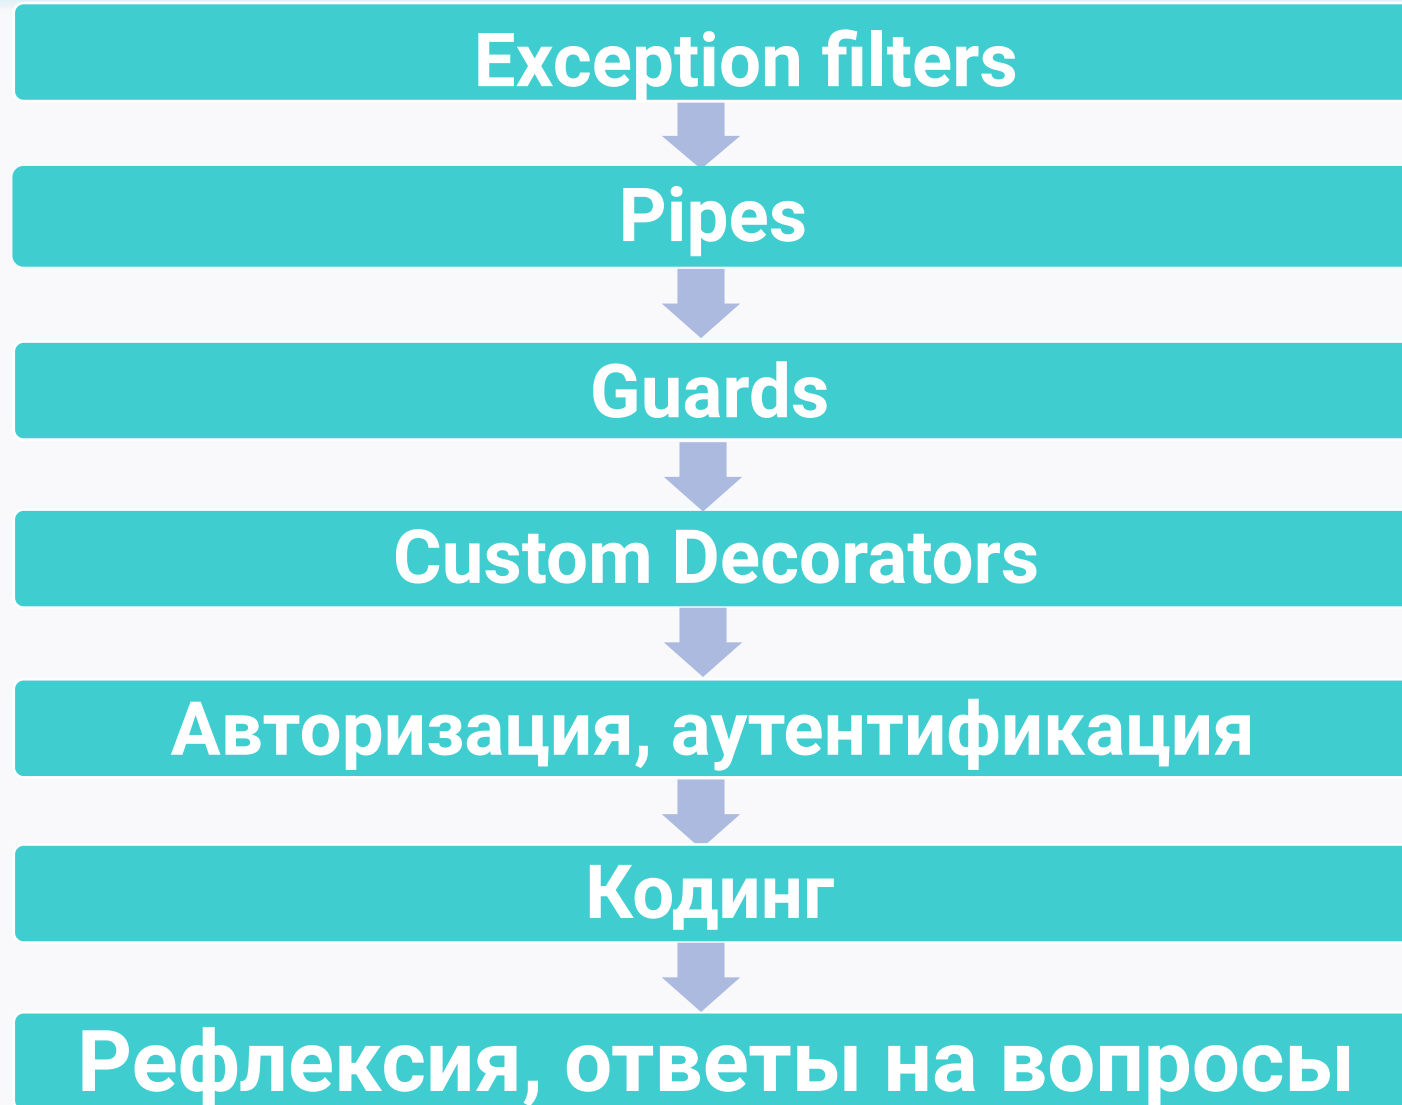 Exception filters
Pipes
Guards
Custom Decorators
Авторизация, аутентификация
Кодинг
Рефлексия, ответы на вопросы